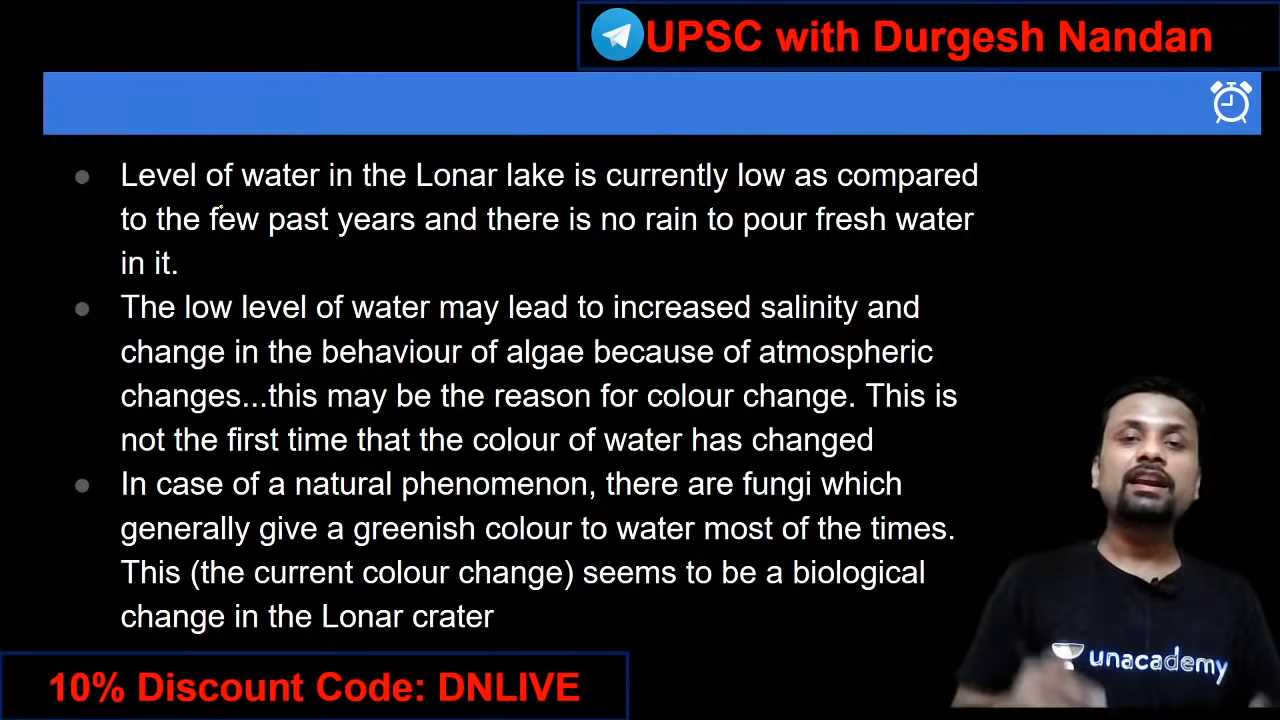 UPSC with Durgesh Nandan
Level of water in the Lonar lake is currently low as compared
to the few past years and there is no rain to pour fresh water
in it.
The low level of water may lead to increased salinity and
change in the behaviour of algae because of atmospheric
changes...this may be the reason for colour change. This is
not the first time that the colour of water has changed
In case of a natural phenomenon, there are fungi which
generally give a greenish colour to water most of the times.
This (the current colour change) seems to be a biological
change in the Lonar crater
unacademy
10% Discount Code: DNLIVE